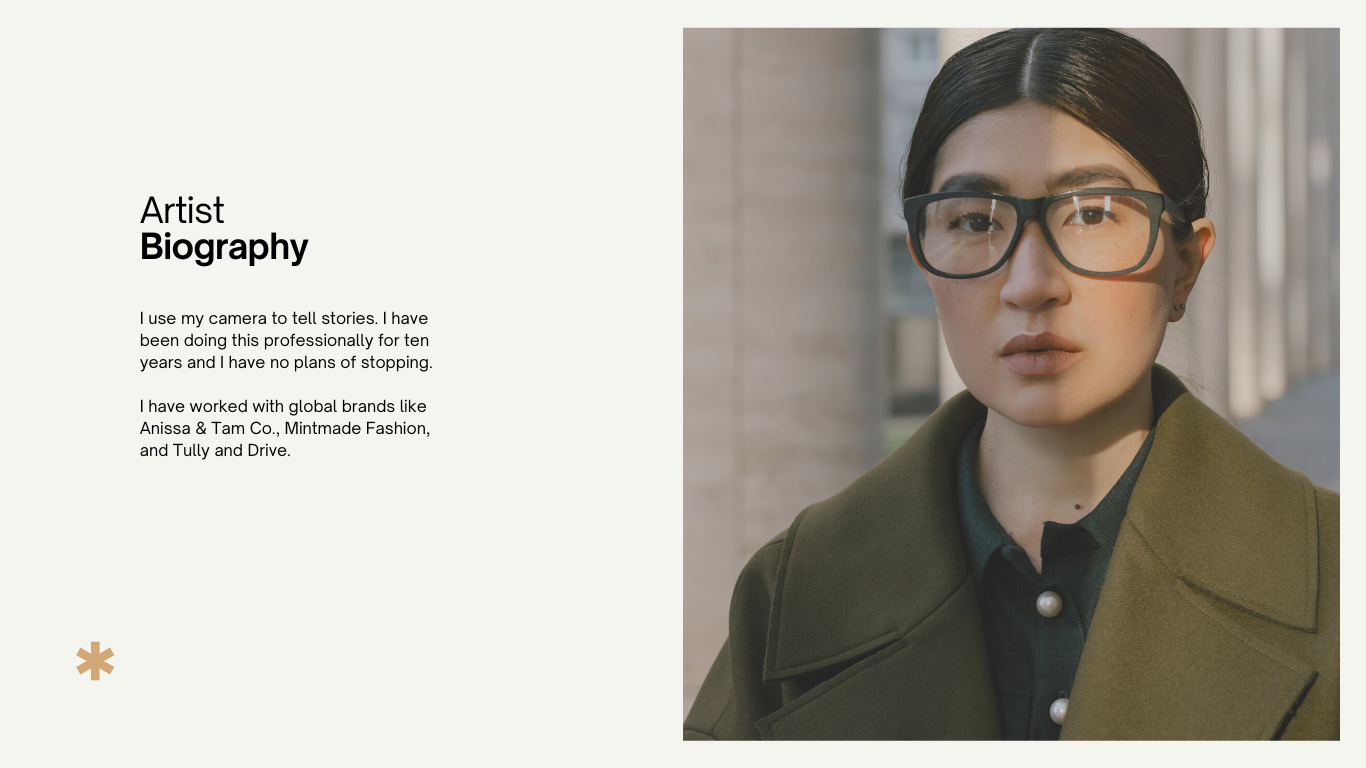 Artist
Biography
I use my camera to tell stories. I have
been doing this professionally for ten
years and I have no plans of stopping.
I have worked with global brands like
Anissa & Tam Co., Mintmade Fashion,
and Tully and Drive.